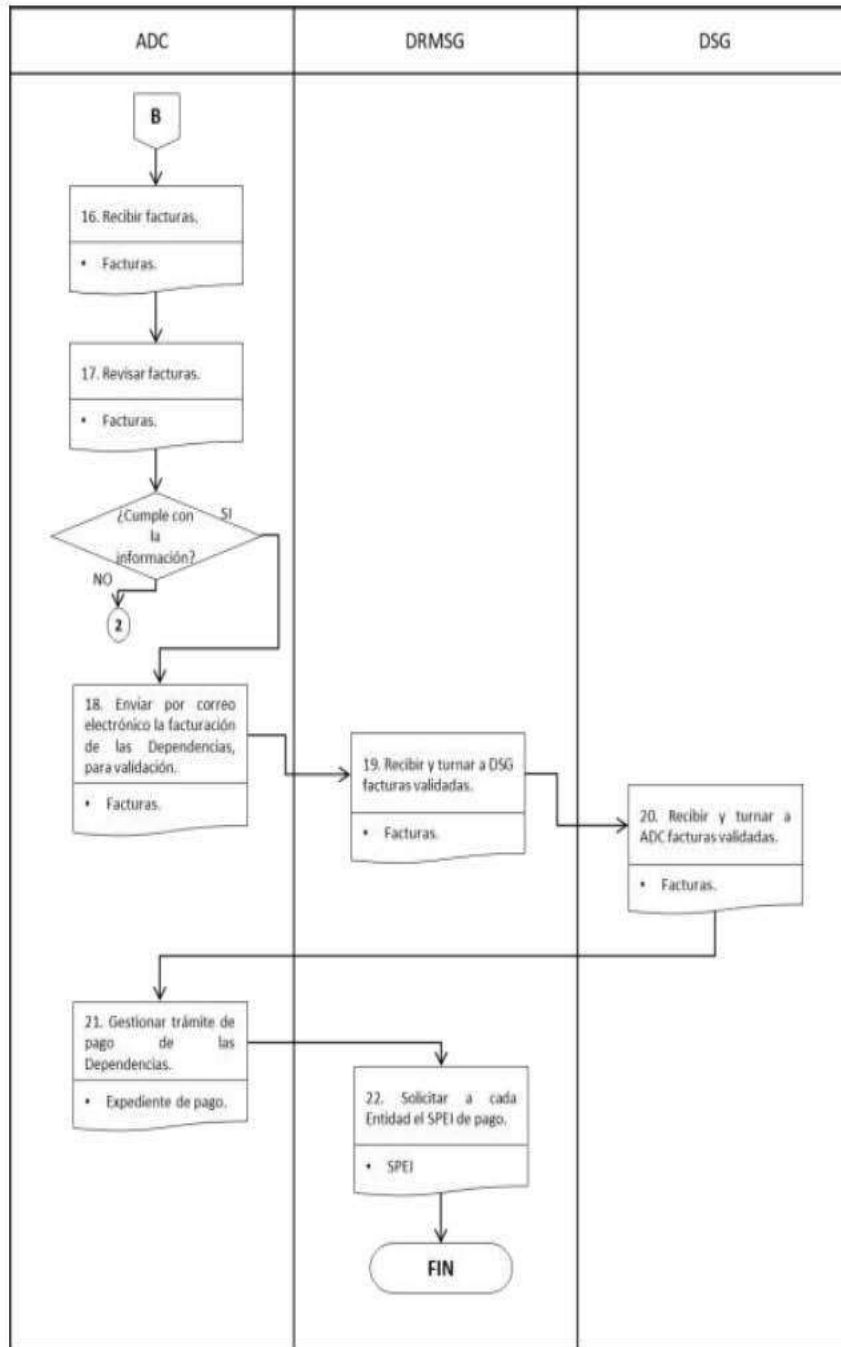 ADC
DRMSG
DSG
B
16. Recibir facturas.
• Facturas.
17. Revisar facturas.
• Facturas.
¿Cumple con
la
información?
SI
NO
2
18. Enviar por correo
electrónico la facturación
de las Dependencias,
para validación.
• Facturas.
19. Recibir y turnar a DSG
facturas validadas.
• Facturas.
20. Recibir y turnar a
ADC facturas validadas.
• Facturas.
21. Gestionar trámite de
pago de las
Dependencias.
• Expediente de pago.
22. Solicitar a cada
Entidad el SPEI de pago.
• SPEI
FIN